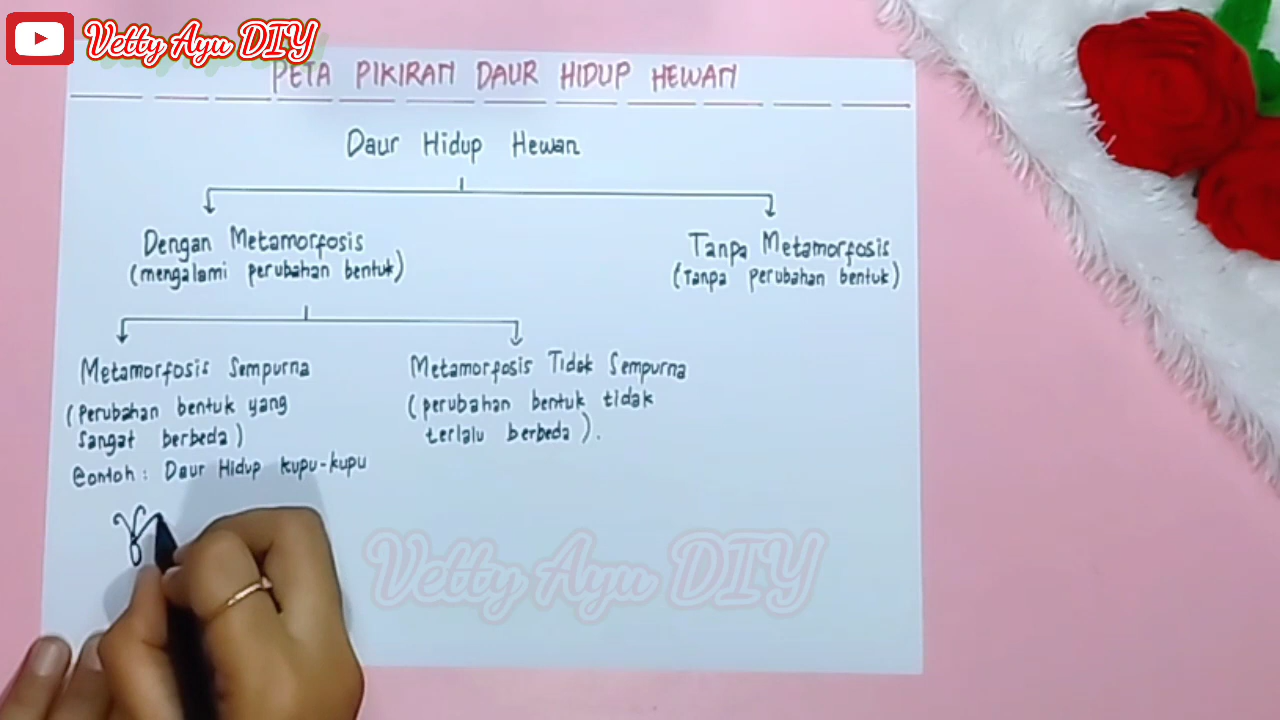 Vetty Ayu DIY
PETA PIKIRAN DAUR HIDUP HEWAN
Daur Hidup Hewan
Dengan Metamorfosis
(mengalami perubahan bentuk)
Tanpa Metamorfosis
(Tanpa perubahan bentuk)
Metamorfosis Sempurna
(Perubahan bentuk yang
sangat berbeda)
Contoh: Daur Hidup kupu-kupu
Metamorfosis Tidak Sempurna
(perubahan bentuk tidak
terlalu berbeda).
Vetty Ayu DIY